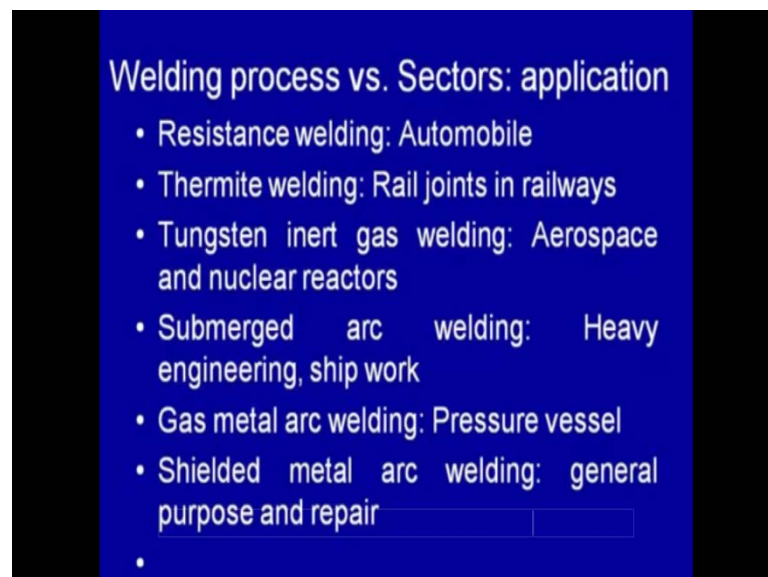 Welding process vs. Sectors: application
• Resistance welding: Automobile
• Thermite welding: Rail joints in railways
• Tungsten inert gas welding: Aerospace
and nuclear reactors
• Submerged arc welding: Heavy
engineering, ship work
• Gas metal arc welding: Pressure vessel
• Shielded metal arc welding: general
purpose and repair
•